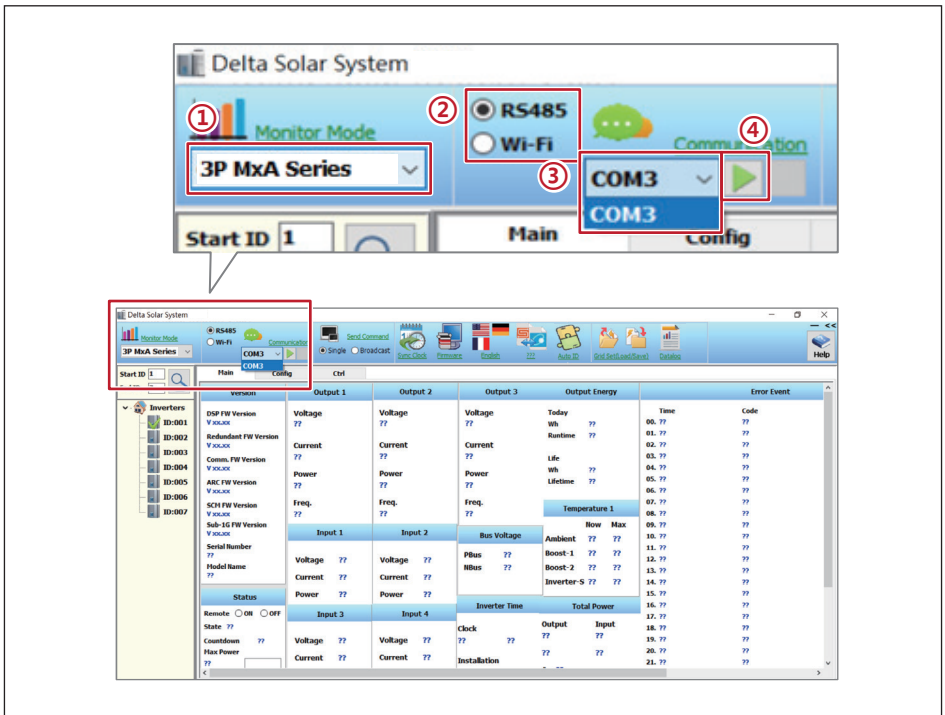 Delta Solar System
①
Monitor Mode
3P MxA Series
②
RS485
Wi-Fi
③
④
Communication
COM3
COM3
Start ID 1
Main
Config
Delta Solar System
Monitor Mode
3P MxA Series
RS485
Wi-Fi
Communication
COM3
COM3
Send Command
Single Broadcast
Sync Clock
Firmware
English
???
Auto ID
Grid Set(Load/Save)
Datalog
<<
Help
Start ID 1
Main Config Ctrl
Inverters
ID:001
ID:002
ID:003
ID:004
ID:005
ID:006
ID:007
Version
DSP FW Version
V xx.xx
Redundant FW Version
V xx.xx
Comm. FW Version
V xx.xx
ARC FW Version
V xx.xx
SCM FW Version
V xx.xx
Sub-1G FW Version
V xx.xx
Serial Number
??
Model Name
??
Status
Remote ON OFF
State ??
Countdown ??
Max Power
??
Output 1
Voltage
??
Current
??
Power
??
Freq.
??
Output 2
Voltage
??
Current
??
Power
??
Freq.
??
Output 3
Voltage
??
Current
??
Power
??
Freq.
??
Input 1
Voltage ??
Current ??
Power ??
Input 2
Voltage ??
Current ??
Power ??
Input 3
Voltage ??
Current ??
Input 4
Voltage ??
Current ??
Bus Voltage
PBus ??
NBus ??
Inverter Time
Clock
?? ??
Installation
Output Energy
Today
Wh ??
Runtime ??
Life
Wh ??
Lifetime ??
Temperature 1
Now Max
Ambient ?? ??
Boost-1 ?? ??
Boost-2 ?? ??
Inverter-S ?? ??
Total Power
Output Input
?? ??
?? ??
Error Event
Time Code
00. ?? ??
01. ?? ??
02. ?? ??
03. ?? ??
04. ?? ??
05. ?? ??
06. ?? ??
07. ?? ??
08. ?? ??
09. ?? ??
10. ?? ??
11. ?? ??
12. ?? ??
13. ?? ??
14. ?? ??
15. ?? ??
16. ?? ??
17. ?? ??
18. ?? ??
19. ?? ??
20. ?? ??
21. ?? ??